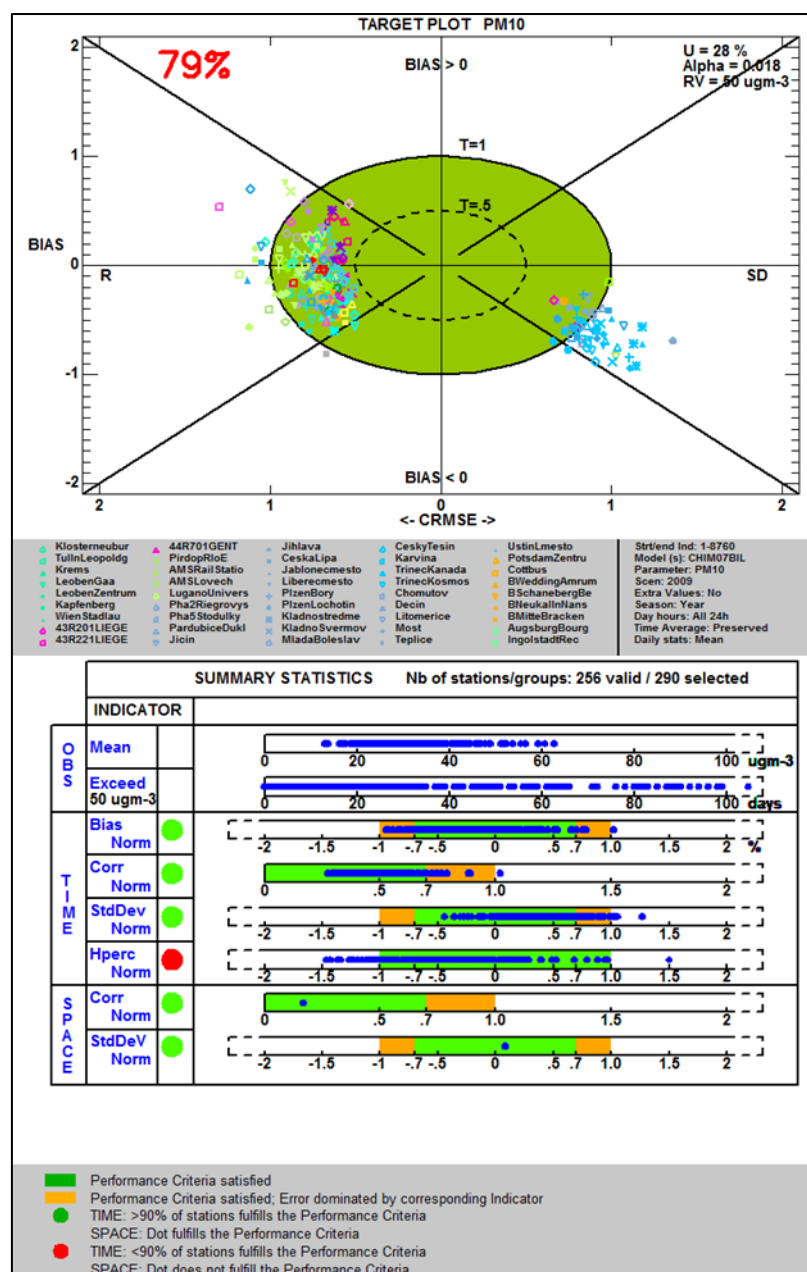 TARGET PLOT PM10
79%
U = 28 %
Alpha = 0.018
RV = 50 ugm-3
BIAS > 0
T=1
T=.5
BIAS
R
SD
BIAS < 0
2
1
0
-1
-2
2 1 0 1 2
<- CRMSE ->
Klosterneubur
TullnLeopoldg
Krems
LeobenGaa
LeobenZentrum
Kapfenberg
WienStadlau
43R201LIEGE
43R221LIEGE
44R701GENT
PirdopRIoE
AMSRailStatio
AMSLovech
LuganoUnivers
Pha2Riegrovys
Pha5Stodulky
PardubiceDukl
Jicin
Jihlava
CeskaLipa
Jablonecmesto
Liberecmesto
PlzenBory
PlzenLochotin
Kladnostredme
KladnoSvermov
MladaBoleslav
CeskyTesin
Karvina
TrinecKanada
TrinecKosmos
Chomutov
Decin
Litomerice
Most
Teplice
UstinLmesto
PotsdamZentru
Cottbus
BWeddingAmrum
BSchanebergBe
BNeukallnNans
BMitteBracken
AugsburgBourg
IngolstadtRec
Strt/end Ind: 1-8760
Model (s): CHIM07BIL
Parameter: PM10
Scen: 2009
Extra Values: No
Season: Year
Day hours: All 24h
Time Average: Preserved
Daily stats: Mean
SUMMARY STATISTICS Nb of stations/groups: 256 valid / 290 selected
INDICATOR
OBS
Mean
0 20 40 60 80 100 ugm-3
Exceed
50 ugm-3
0 20 40 60 80 100 days
TIME
Bias
Norm
-2 -1.5 -1 -.7 -.5 0 .5 .7 1 1.5 2 %
Corr
Norm
0 .5 .7 1.0 1.5 2
StdDev
Norm
-2 -1.5 -1 -.7 -.5 0 .5 .7 1 1.5 2
Hperc
Norm
-2 -1.5 -1 -.7 -.5 0 .5 .7 1 1.5 2
SPACE
Corr
Norm
0 .5 .7 1.0 1.5 2
StdDeV
Norm
-2 -1.5 -1 -.7 -.5 0 .5 .7 1 1.5 2
Performance Criteria satisfied
Performance Criteria satisfied; Error dominated by corresponding Indicator
TIME: >90% of stations fulfills the Performance Criteria
SPACE: Dot fulfills the Performance Criteria
TIME: <90% of stations fulfills the Performance Criteria
SPACE: Dot does not fulfill the Performance Criteria